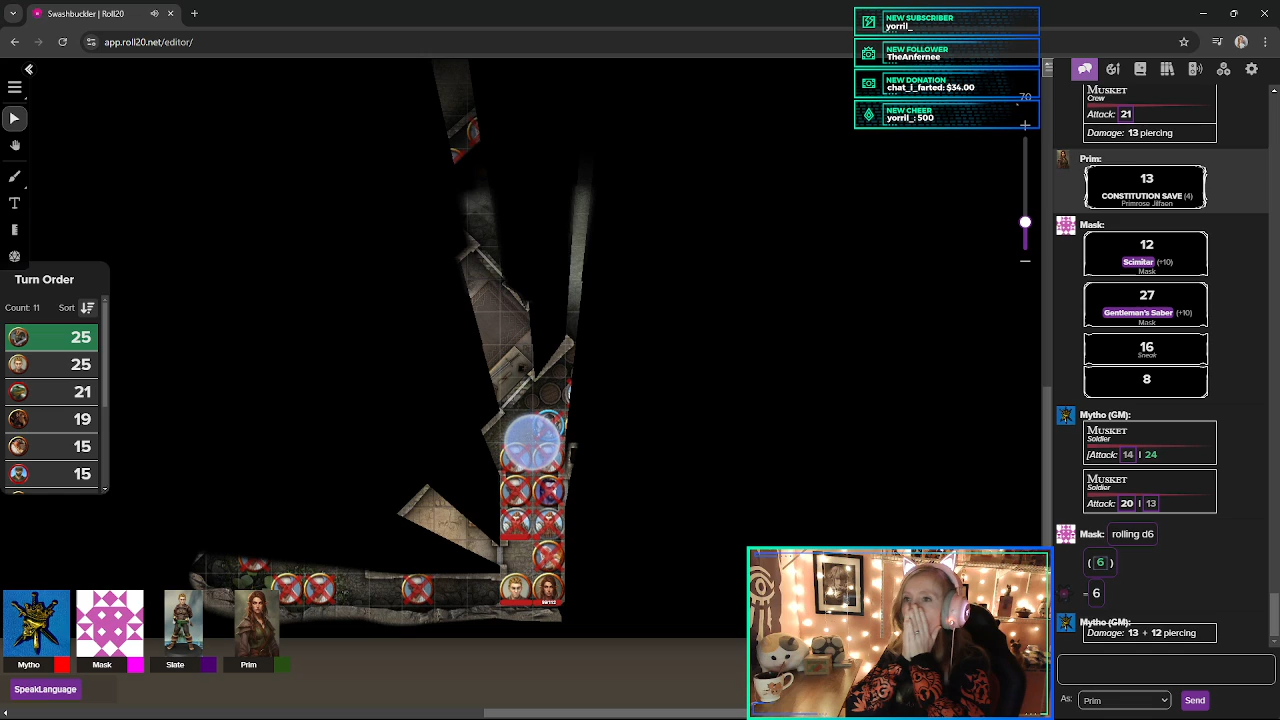 Swashbuckler
app.roll20.net/editor/
NEW SUBSCRIBER
yorril_
NEW FOLLOWER
TheAnfernee
NEW DONATION
chat_i_farted: $34.00
NEW CHEER
yorril_: 500
70
Turn Order
Count: 11
Sort
25
25
21
19
15
15
Mytho
Mask
Slate
Prim
SpeakLanguage
Crew
Attack: 21
13 piercing
Prim:
13
CONSTITUTION SAVE (4)
Primrose Jilfaen
Mask:
12
Scimitar (+10)
Mask
27
Gentleman's Saber (+10)
Mask
16
Sneak
8
Mytho (GM):
MUSKET
Soldier
Attack: 14 | 24
MUSKET
Soldier
Attack: 20 | 13
Mask:
rolling d6
6
6
Mytho (GM):
Damage: 13 + 12 piercing
As:
Prim
Send